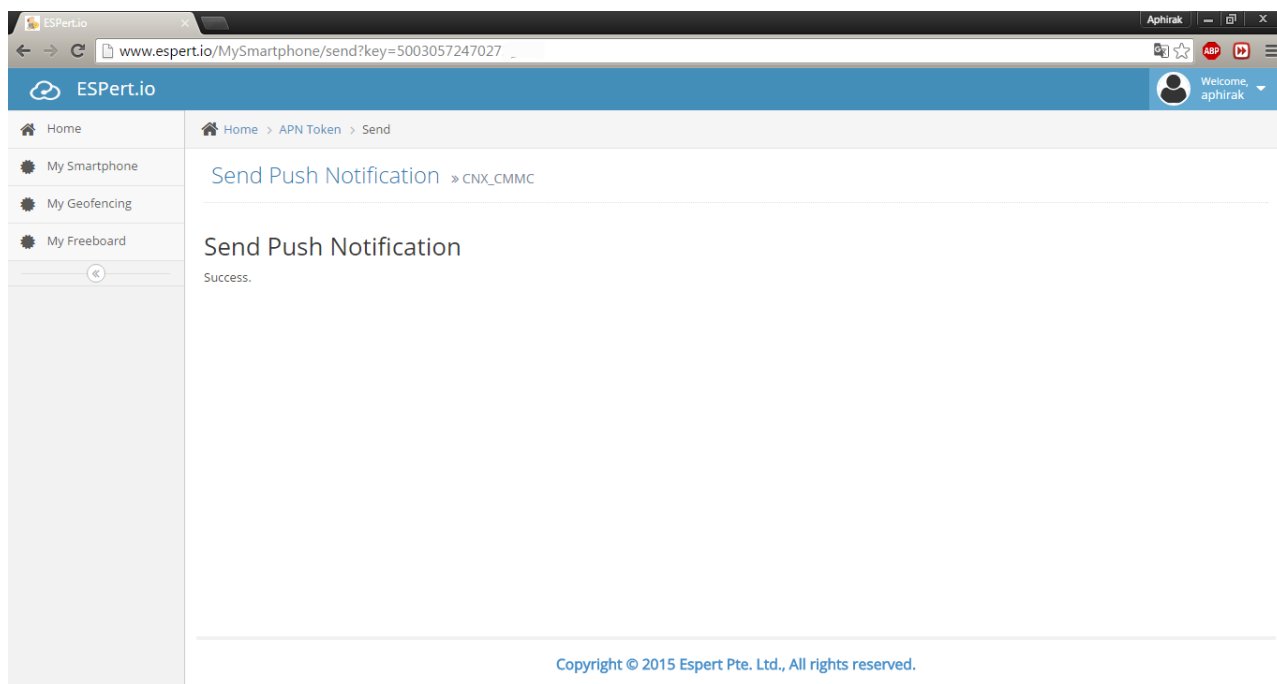 ESPert.io
Aphirak
www.espert.io/MySmartphone/send?key=5003057247027
ABP
ESPert.io
Welcome,
aphirak
Home
Home > APN Token > Send
My Smartphone
Send Push Notification » CNX_CMMC
My Geofencing
My Freeboard
Send Push Notification
Success.
Copyright © 2015 Espert Pte. Ltd., All rights reserved.